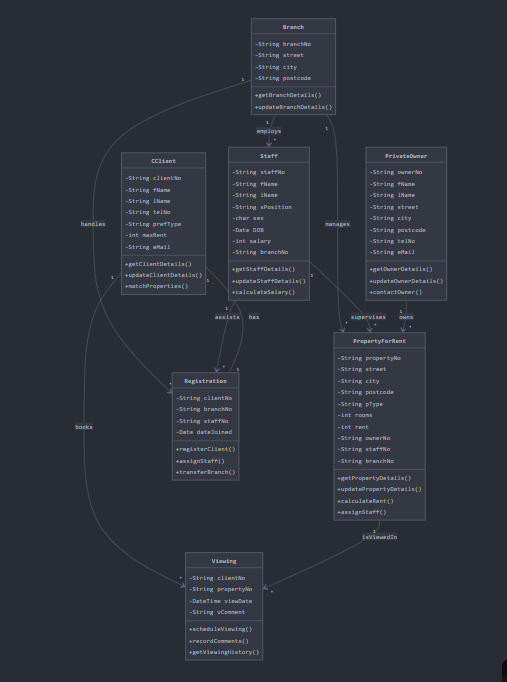 Branch
-String branchNo
-String street
-String city
-String postcode
+getBranchDetails()
+updateBranchDetails()
1
1
1
employs
*
CClient
-String clientNo
-String fName
-String lName
-String telNo
-String prefType
-int maxRent
-String eMail
+getClientDetails()
+updateClientDetails()
+matchProperties()
Staff
-String staffNo
-String fName
-String lName
-String sPosition
-char sex
-Date DOB
-int salary
-String branchNo
+getStaffDetails()
+updateStaffDetails()
+calculateSalary()
PrivateOwner
-String ownerNo
-String fName
-String lName
-String street
-String city
-String postcode
-String telNo
-String eMail
+getOwnerDetails()
+updateOwnerDetails()
+contactOwner()
handles
manages
1
1
1
1
1
assists
has
supervises
owns
*
*
*
PropertyForRent
-String propertyNo
-String street
-String city
-String postcode
-String pType
-int rooms
-int rent
-String ownerNo
-String staffNo
-String branchNo
+getPropertyDetails()
+updatePropertyDetails()
+calculateRent()
+assignStaff()
*
1
*
Registration
-String clientNo
-String branchNo
-String staffNo
-Date dateJoined
+registerClient()
+assignStaff()
+transferBranch()
books
1
isViewedIn
*
*
Viewing
-String clientNo
-String propertyNo
-DateTime viewDate
-String vComment
+scheduleViewing()
+recordComments()
+getViewingHistory()